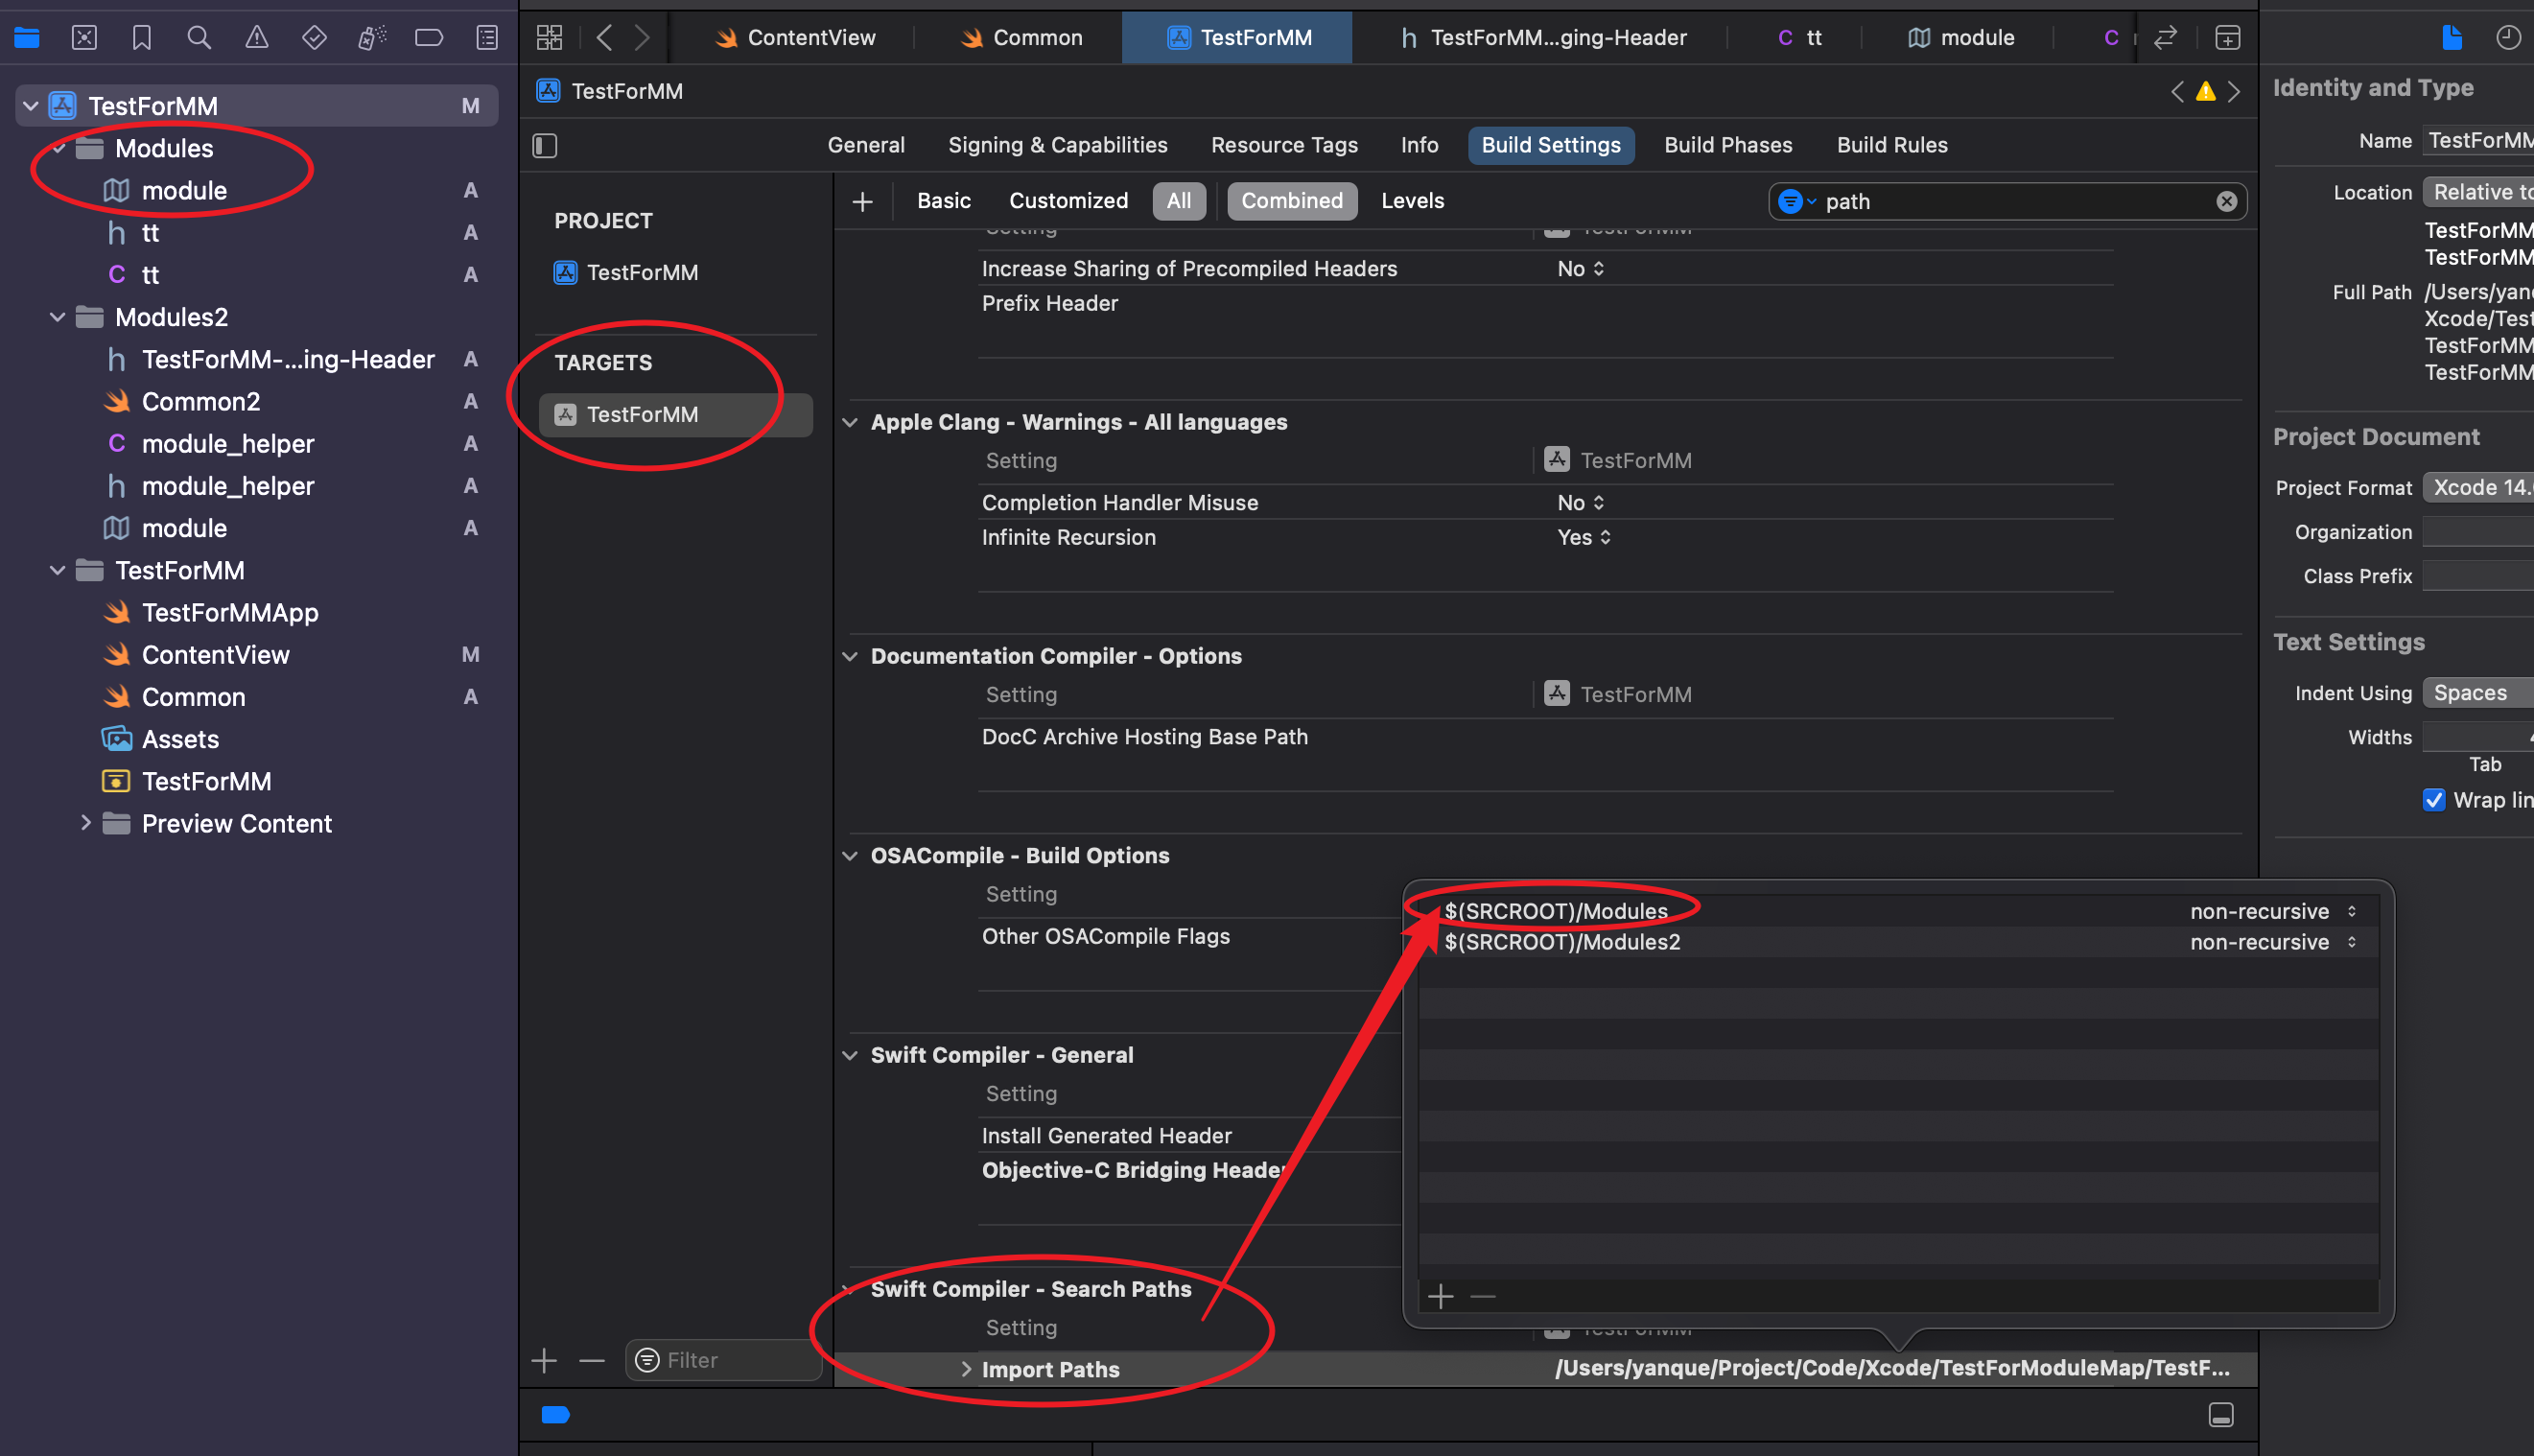 ContentView
Common
TestForMM
TestForMM...ging-Header
tt
module
TestForMM
M
Modules
module
A
tt
A
tt
A
Modules2
TestForMM-...ing-Header
A
Common2
A
module_helper
A
module_helper
A
module
A
TestForMM
TestForMMApp
ContentView
M
Common
A
Assets
TestForMM
Preview Content
Filter
TestForMM
General
Signing & Capabilities
Resource Tags
Info
Build Settings
Build Phases
Build Rules
PROJECT
TestForMM
TARGETS
TestForMM
Basic
Customized
All
Combined
Levels
path
Setting
TestForMM
Increase Sharing of Precompiled Headers
No
Prefix Header
Apple Clang - Warnings - All languages
Setting
TestForMM
Completion Handler Misuse
No
Infinite Recursion
Yes
Documentation Compiler - Options
Setting
TestForMM
DocC Archive Hosting Base Path
OSACompile - Build Options
Setting
Other OSACompile Flags
Swift Compiler - General
Setting
Install Generated Header
Objective-C Bridging Header
Swift Compiler - Search Paths
Setting
TestForMM
Import Paths
/Users/yanque/Project/Code/Xcode/TestForModuleMap/TestF...
$(SRCROOT)/Modules
non-recursive
$(SRCROOT)/Modules2
non-recursive
Identity and Type
Name
TestForMM
Location
Relative to
TestForMM
TestForMM
Full Path
/Users/yanq
Xcode/Test
TestForMM
TestForMM
Project Document
Project Format
Xcode 14.
Organization
Class Prefix
Text Settings
Indent Using
Spaces
Widths
Tab
Wrap lin